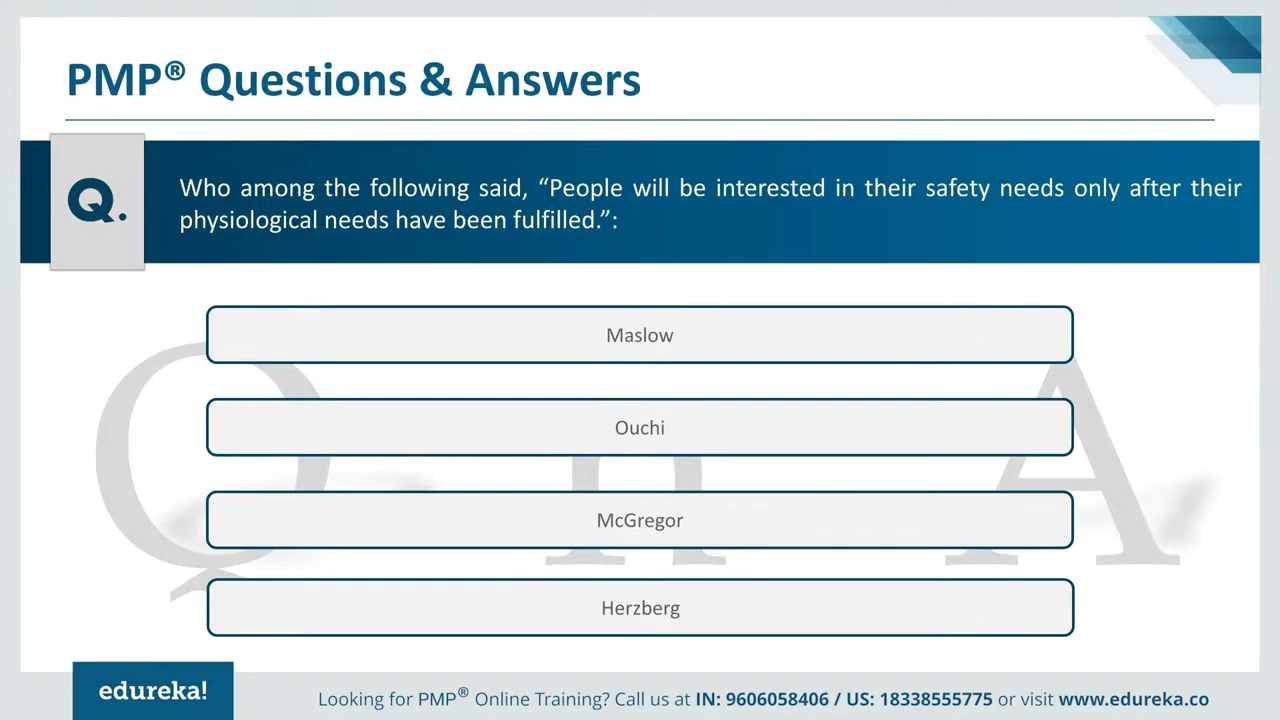 PMP® Questions & Answers
Q.
Who among the following said, “People will be interested in their safety needs only after their
physiological needs have been fulfilled.”:
Maslow
Ouchi
McGregor
Herzberg
Q n A
edureka!
Looking for PMP® Online Training? Call us at IN: 9606058406 / US: 18338555775 or visit www.edureka.co